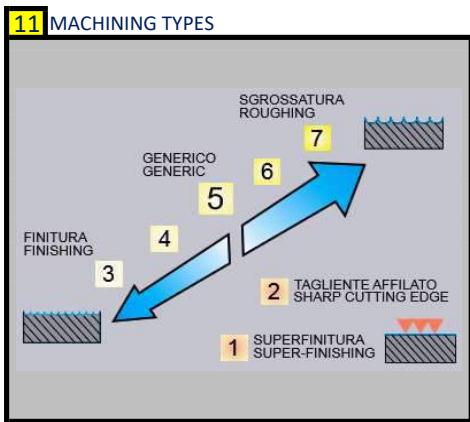 11 MACHINING TYPES
SGROSSATURA
ROUGHING
7
GENERICO
GENERIC
6
5
4
FINITURA
FINISHING
3
2 TAGLIENTE AFFILATO
SHARP CUTTING EDGE
1 SUPERFINITURA
SUPER-FINISHING